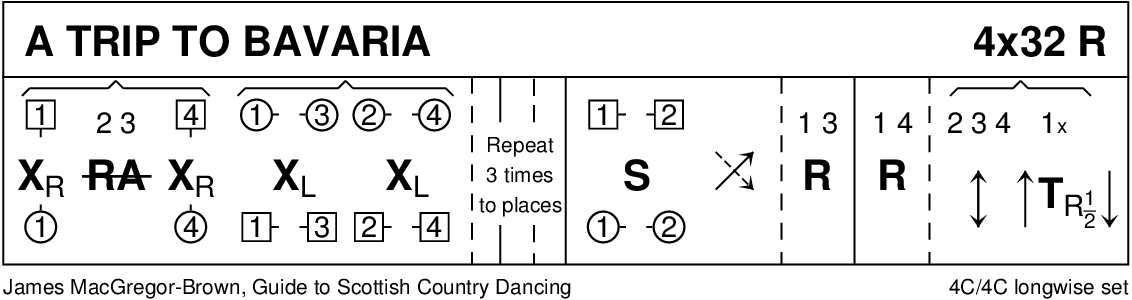 A TRIP TO BAVARIA 4x32 R
1 2 3 4 1 3 2 4 1 2 1 3 1 4 2 3 4 1x
Repeat
3 times
to places
XR RA XR XL XL S R R TR½
1 4 1 3 2 4 1 2
James MacGregor-Brown, Guide to Scottish Country Dancing 4C/4C longwise set